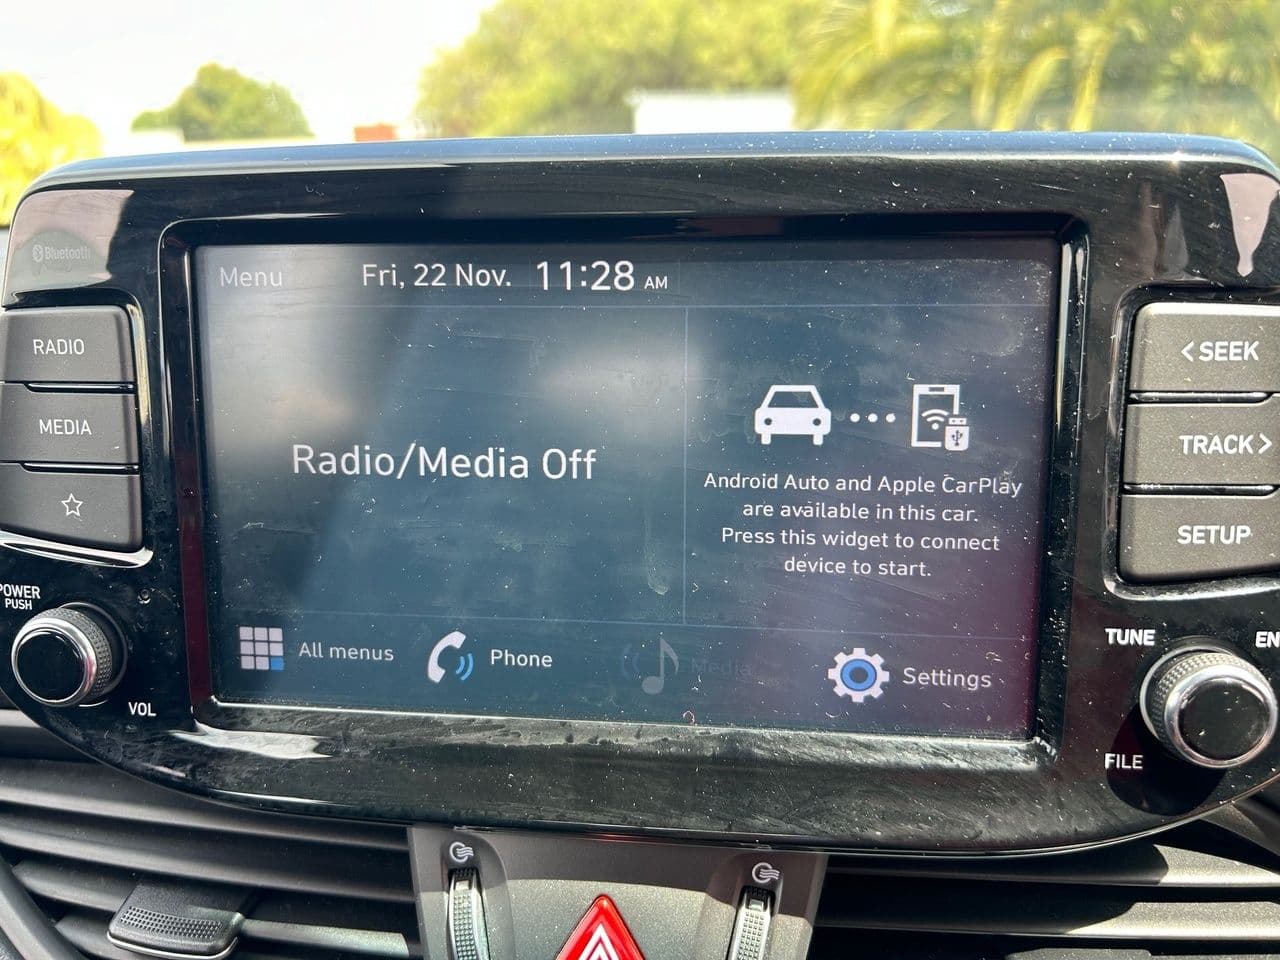 Bluetooth
RADIO
MEDIA
POWER
PUSH
VOL
Menu
Fri, 22 Nov. 11:28 AM
Radio/Media Off
Android Auto and Apple CarPlay
are available in this car.
Press this widget to connect
device to start.
All menus
Phone
Media
Settings
< SEEK
TRACK >
SETUP
TUNE
EN
FILE